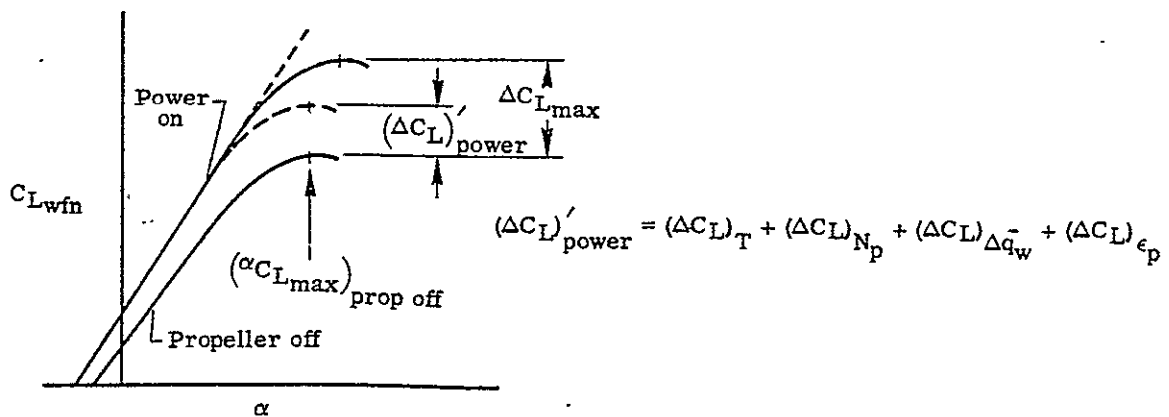 Power
on
ΔC_Lmax
(ΔC_L)′_power
C_Lwfn
(ΔC_L)′_power = (ΔC_L)_T + (ΔC_L)_Np + (ΔC_L)_Δq̄w + (ΔC_L)_ϵp
(αC_Lmax)_prop off
Propeller off
α